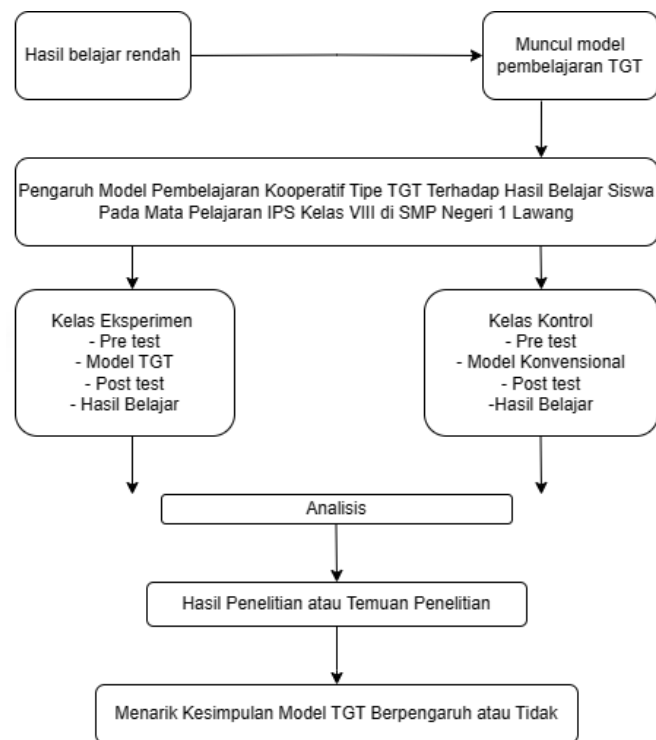 Hasil belajar rendah
Muncul model
pembelajaran TGT
Pengaruh Model Pembelajaran Kooperatif Tipe TGT Terhadap Hasil Belajar Siswa
Pada Mata Pelajaran IPS Kelas VIII di SMP Negeri 1 Lawang
Kelas Eksperimen
- Pre test
- Model TGT
- Post test
- Hasil Belajar
Kelas Kontrol
- Pre test
- Model Konvensional
- Post test
-Hasil Belajar
Analisis
Hasil Penelitian atau Temuan Penelitian
Menarik Kesimpulan Model TGT Berpengaruh atau Tidak